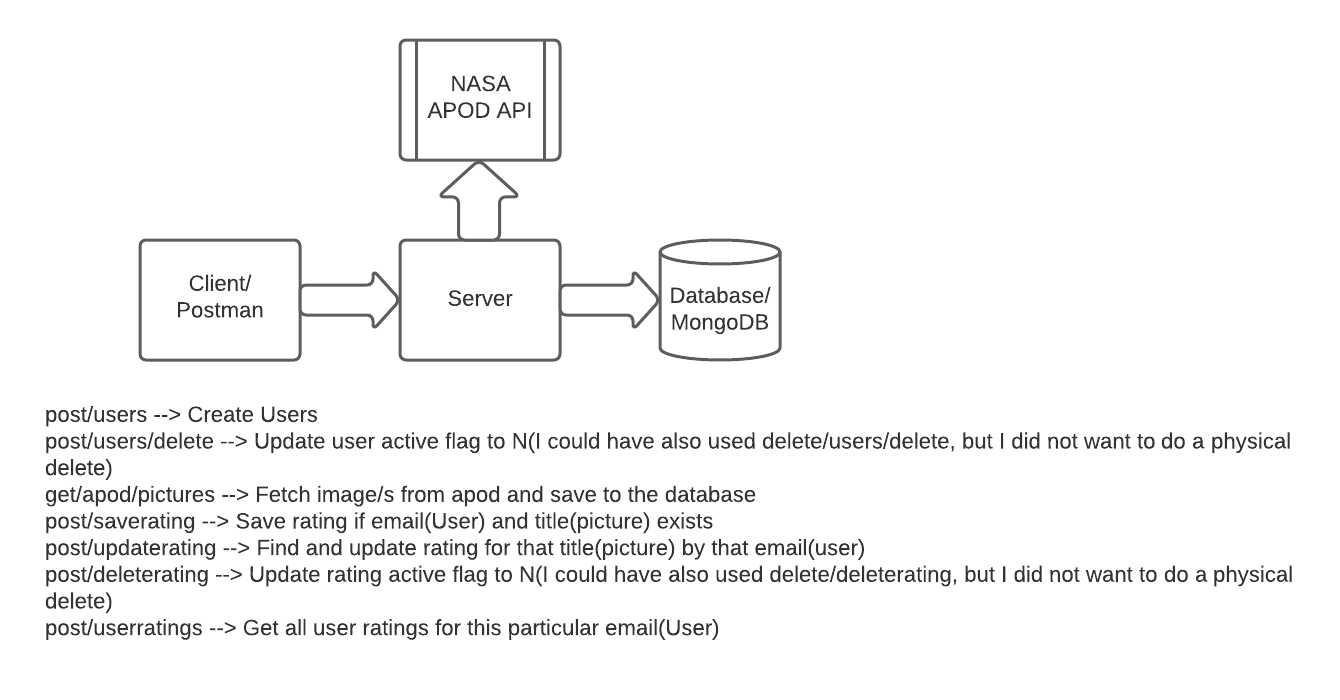 NASA
APOD API
Client/
Postman
Server
Database/
MongoDB
post/users --> Create Users
post/users/delete --> Update user active flag to N(I could have also used delete/users/delete, but I did not want to do a physical
delete)
get/apod/pictures --> Fetch image/s from apod and save to the database
post/saverating --> Save rating if email(User) and title(picture) exists
post/updaterating --> Find and update rating for that title(picture) by that email(user)
post/deleterating --> Update rating active flag to N(I could have also used delete/deleterating, but I did not want to do a physical
delete)
post/userratings --> Get all user ratings for this particular email(User)